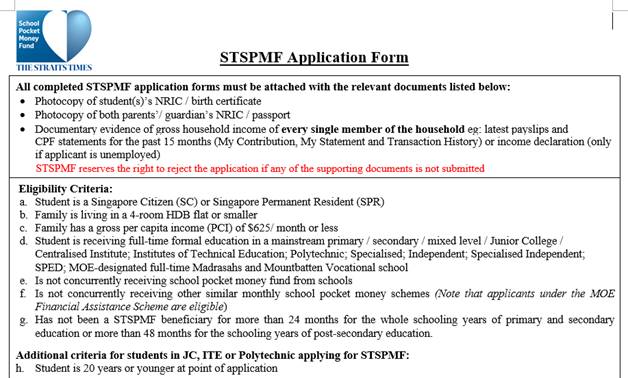 School
Pocket
Money
Fund
THE STRAITS TIMES
STSPMF Application Form
All completed STSPMF application forms must be attached with the relevant documents listed below:
• Photocopy of student(s)'s NRIC / birth certificate
• Photocopy of both parents'/ guardian's NRIC / passport
• Documentary evidence of gross household income of every single member of the household eg: latest payslips and
CPF statements for the past 15 months (My Contribution, My Statement and Transaction History) or income declaration (only
if applicant is unemployed)
STSPMF reserves the right to reject the application if any of the supporting documents is not submitted
Eligibility Criteria:
a. Student is a Singapore Citizen (SC) or Singapore Permanent Resident (SPR)
b. Family is living in a 4-room HDB flat or smaller
c. Family has a gross per capita income (PCI) of $625/ month or less
d. Student is receiving full-time formal education in a mainstream primary / secondary / mixed level / Junior College /
Centralised Institute; Institutes of Technical Education; Polytechnic; Specialised; Independent; Specialised Independent;
SPED; MOE-designated full-time Madrasahs and Mountbatten Vocational school
e. Is not concurrently receiving school pocket money fund from schools
f. Is not concurrently receiving other similar monthly school pocket money schemes (Note that applicants under the MOE
Financial Assistance Scheme are eligible)
g. Has not been a STSPMF beneficiary for more than 24 months for the whole schooling years of primary and secondary
education or more than 48 months for the schooling years of post-secondary education.
Additional criteria for students in JC, ITE or Polytechnic applying for STSPMF:
h. Student is 20 years or younger at point of application